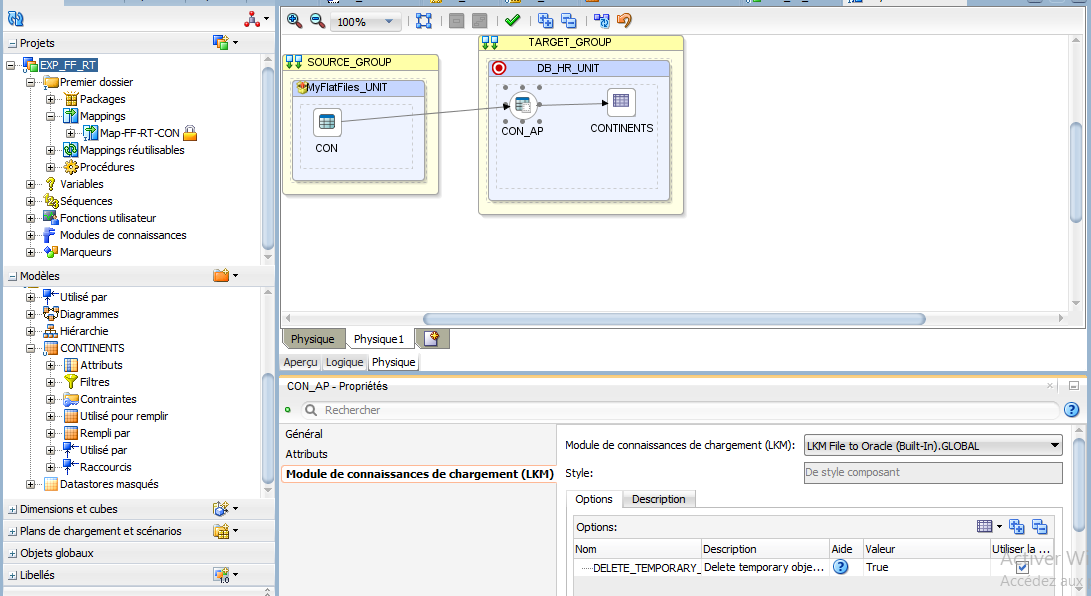 Projets
EXP_FF_RT
Premier dossier
Packages
Mappings
Map-FF-RT-CON
Mappings réutilisables
Procédures
Variables
Séquences
Fonctions utilisateur
Modules de connaissances
Marqueurs
Modèles
Utilisé par
Diagrammes
Hiérarchie
CONTINENTS
Attributs
Filtres
Contraintes
Utilisé pour remplir
Rempli par
Utilisé par
Raccourcis
Datastores masqués
Dimensions et cubes
Plans de chargement et scénarios
Objets globaux
Libellés
1.0
100%
SOURCE_GROUP
MyFlatFiles_UNIT
CON
TARGET_GROUP
DB_HR_UNIT
CON_AP
CONTINENTS
Physique
Physique1
Aperçu
Logique
Physique
CON_AP - Propriétés
Rechercher
Général
Attributs
Module de connaissances de chargement (LKM)
Module de connaissances de chargement (LKM):
LKM File to Oracle (Built-In).GLOBAL
Style:
De style composant
Options
Description
Options:
Nom
Description
Aide
Valeur
Utiliser la ...
DELETE_TEMPORARY_
Delete temporary obje...
True
Activer W
Accédez aux